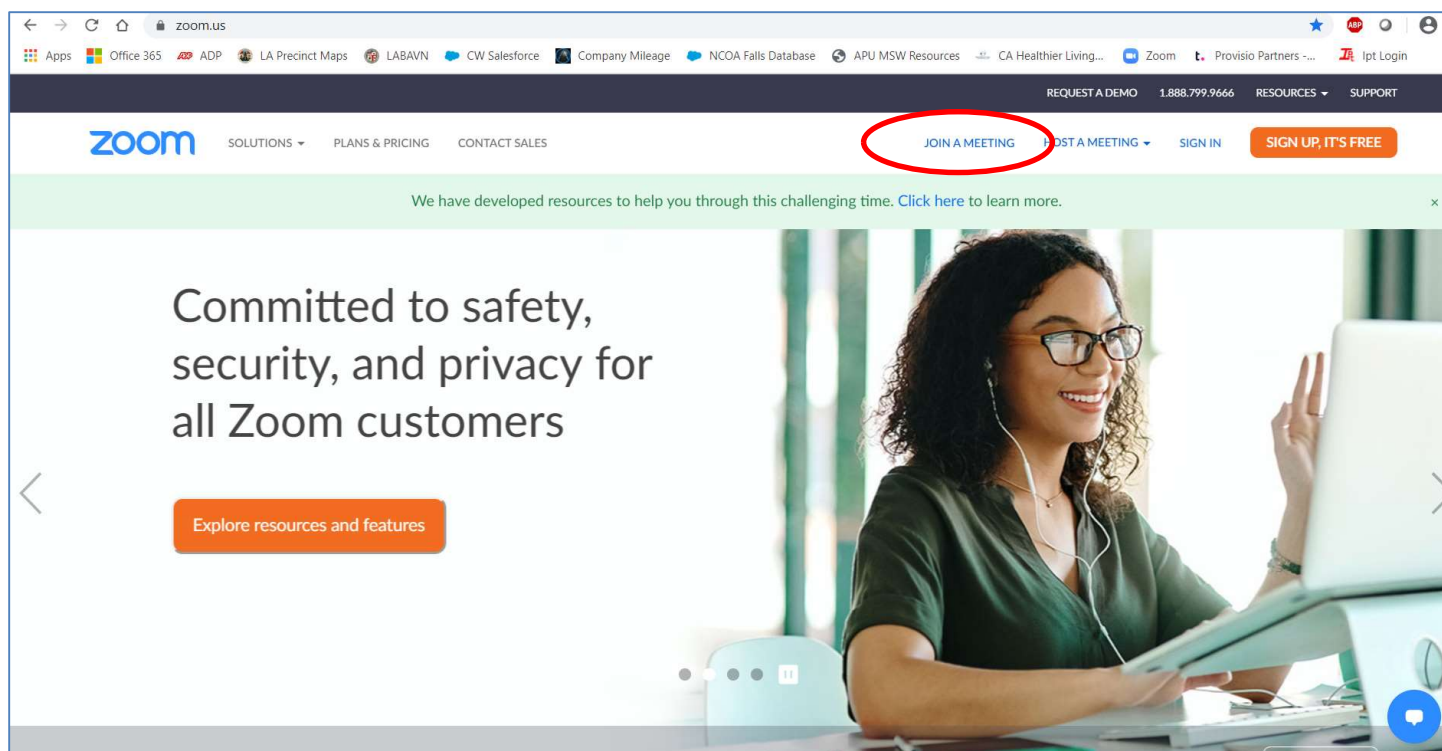 zoom.us
ABP
Apps Office 365 ADP LA Precinct Maps LABAVN CW Salesforce Company Mileage NCOA Falls Database APU MSW Resources CA Healthier Living... Zoom t. Provisio Partners -... Ipt Login
REQUEST A DEMO 1.888.799.9666 RESOURCES SUPPORT
zoom SOLUTIONS PLANS & PRICING CONTACT SALES JOIN A MEETING HOST A MEETING SIGN IN SIGN UP, IT'S FREE
We have developed resources to help you through this challenging time. Click here to learn more. ×
Committed to safety,
security, and privacy for
all Zoom customers
Explore resources and features